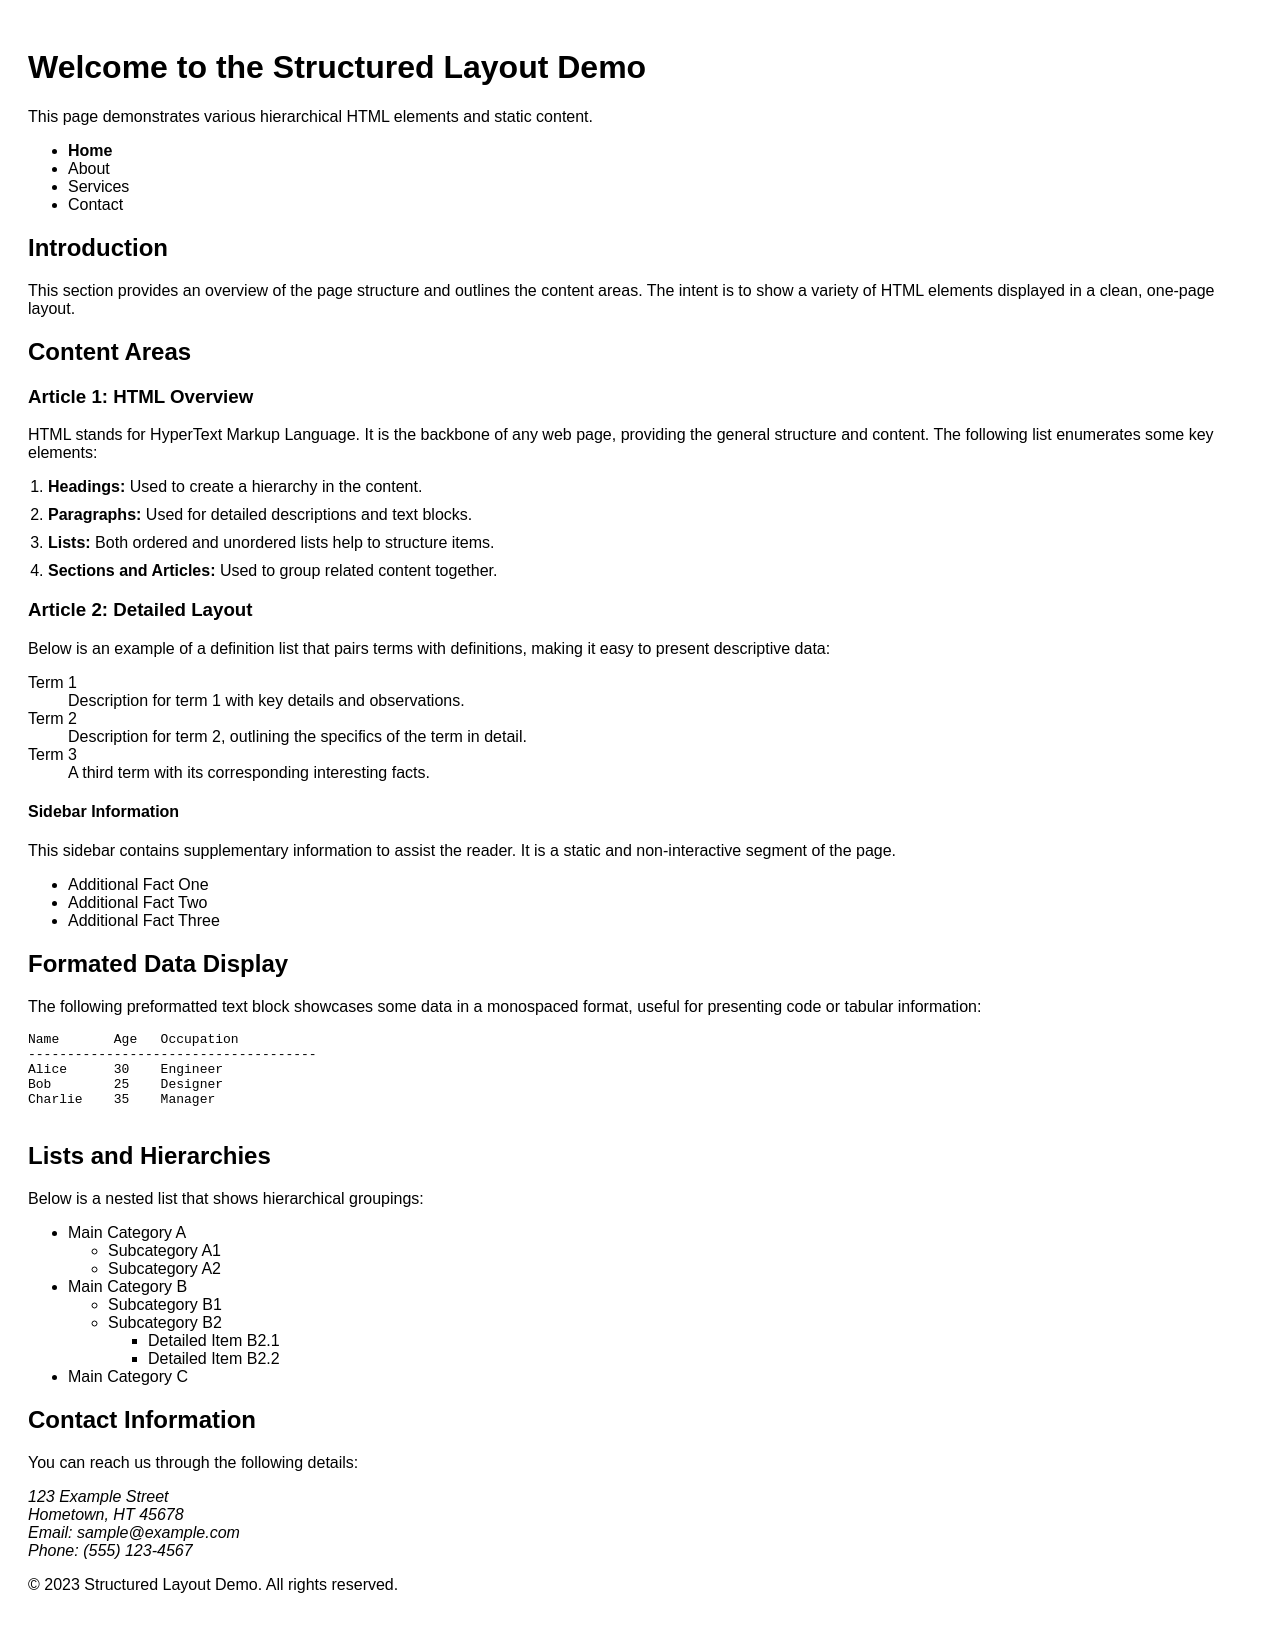 Welcome to the Structured Layout Demo
This page demonstrates various hierarchical HTML elements and static content.
• Home
• About
• Services
• Contact
Introduction
This section provides an overview of the page structure and outlines the content areas. The intent is to show a variety of HTML elements displayed in a clean, one-page
layout.
Content Areas
Article 1: HTML Overview
HTML stands for HyperText Markup Language. It is the backbone of any web page, providing the general structure and content. The following list enumerates some key
elements:
1. Headings: Used to create a hierarchy in the content.
2. Paragraphs: Used for detailed descriptions and text blocks.
3. Lists: Both ordered and unordered lists help to structure items.
4. Sections and Articles: Used to group related content together.
Article 2: Detailed Layout
Below is an example of a definition list that pairs terms with definitions, making it easy to present descriptive data:
Term 1
Description for term 1 with key details and observations.
Term 2
Description for term 2, outlining the specifics of the term in detail.
Term 3
A third term with its corresponding interesting facts.
Sidebar Information
This sidebar contains supplementary information to assist the reader. It is a static and non-interactive segment of the page.
• Additional Fact One
• Additional Fact Two
• Additional Fact Three
Formated Data Display
The following preformatted text block showcases some data in a monospaced format, useful for presenting code or tabular information:
Name       Age   Occupation
-------------------------------------
Alice      30    Engineer
Bob        25    Designer
Charlie    35    Manager
Lists and Hierarchies
Below is a nested list that shows hierarchical groupings:
• Main Category A
◦ Subcategory A1
◦ Subcategory A2
• Main Category B
◦ Subcategory B1
◦ Subcategory B2
▪ Detailed Item B2.1
▪ Detailed Item B2.2
• Main Category C
Contact Information
You can reach us through the following details:
123 Example Street
Hometown, HT 45678
Email: sample@example.com
Phone: (555) 123-4567
© 2023 Structured Layout Demo. All rights reserved.